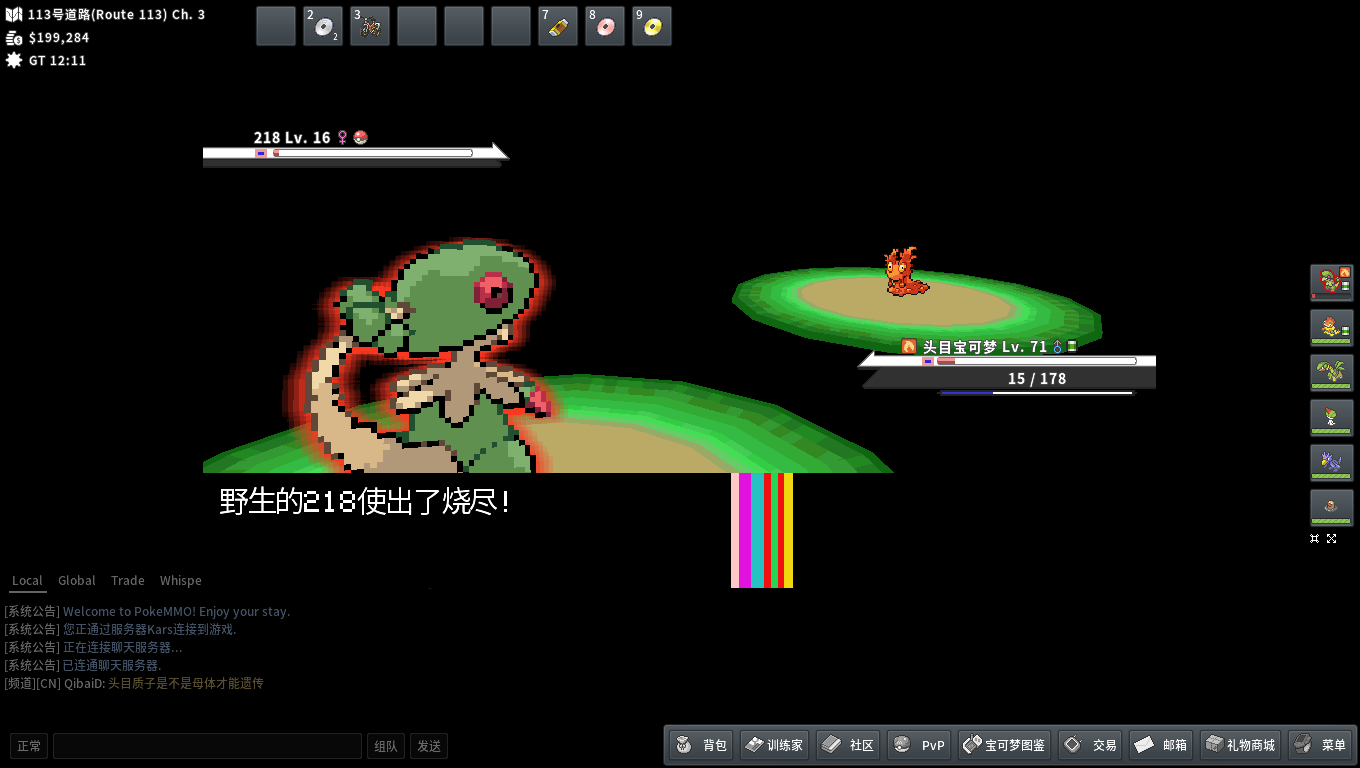 113号道路(Route 113) Ch. 3
$199,284
GT 12:11
2
2
3
7
8
9
218 Lv. 16 ♀
头目宝可梦 Lv. 71 ♂
15 / 178
野生的218使出了烧尽!
Local Global Trade Whispe
[系统公告] Welcome to PokeMMO! Enjoy your stay.
[系统公告] 您正通过服务器Kars连接到游戏.
[系统公告] 正在连接聊天服务器...
[系统公告] 已连通聊天服务器.
[频道][CN] QibaiD: 头目质子是不是母体才能遗传
正常 组队 发送
背包 训练家 社区 PvP 宝可梦图鉴 交易 邮箱 礼物商城 菜单